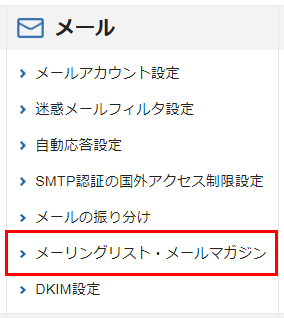 メール
メールアカウント設定
迷惑メールフィルタ設定
自動応答設定
SMTP認証の国外アクセス制限設定
メールの振り分け
メーリングリスト・メールマガジン
DKIM設定